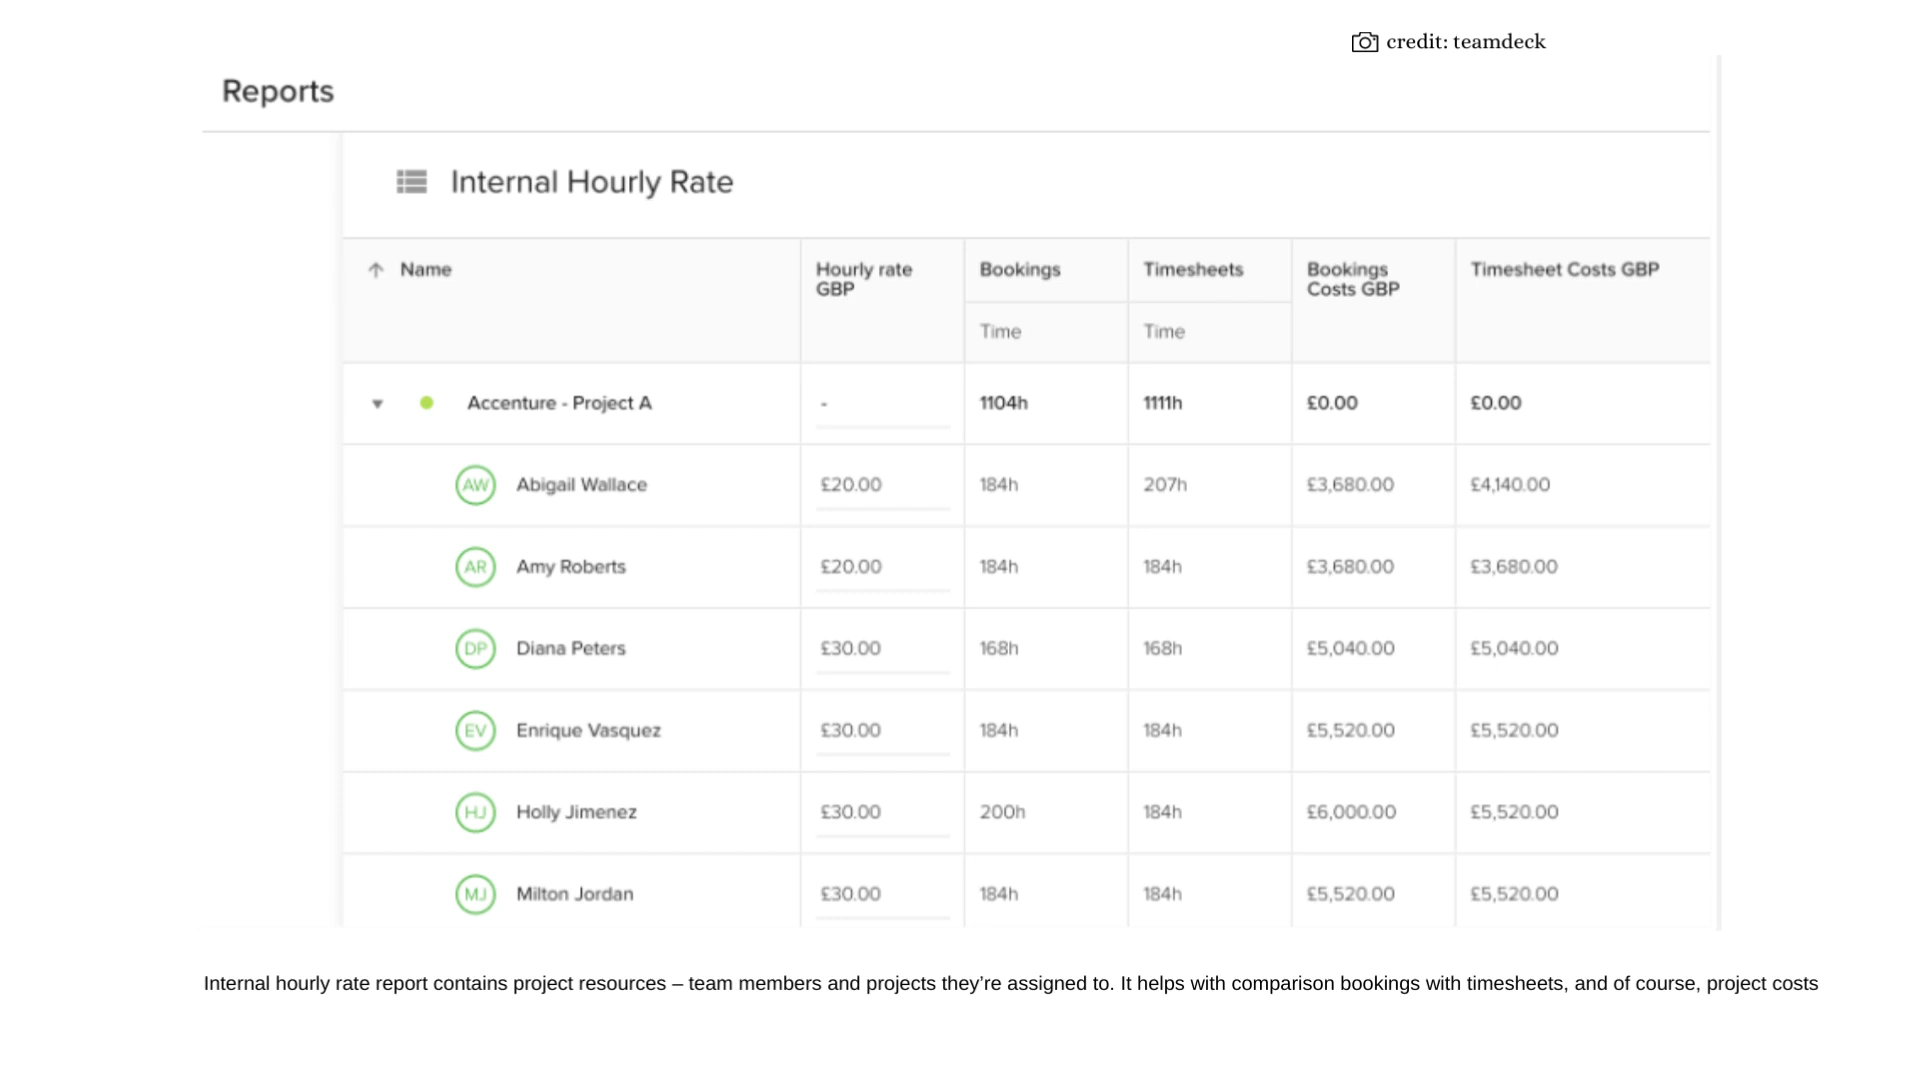 credit: teamdeck
Reports
Internal Hourly Rate
Name Hourly rate GBP Bookings Timesheets Bookings Costs GBP Timesheet Costs GBP
Time Time
Accenture - Project A - 1104h 1111h £0.00 £0.00
AW Abigail Wallace £20.00 184h 207h £3,680.00 £4,140.00
AR Amy Roberts £20.00 184h 184h £3,680.00 £3,680.00
DP Diana Peters £30.00 168h 168h £5,040.00 £5,040.00
EV Enrique Vasquez £30.00 184h 184h £5,520.00 £5,520.00
HJ Holly Jimenez £30.00 200h 184h £6,000.00 £5,520.00
MJ Milton Jordan £30.00 184h 184h £5,520.00 £5,520.00
Internal hourly rate report contains project resources – team members and projects they’re assigned to. It helps with comparison bookings with timesheets, and of course, project costs